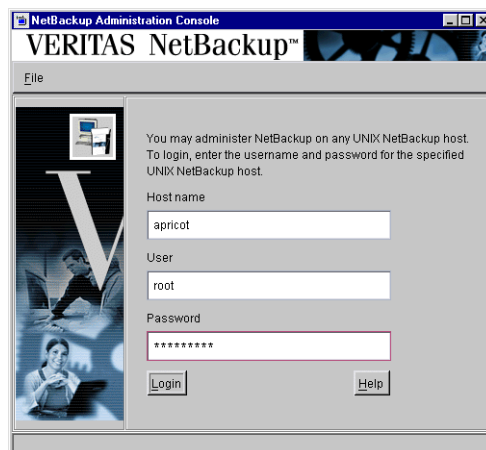 NetBackup Administration Console
VERITAS NetBackup™
File
You may administer NetBackup on any UNIX NetBackup host.
To login, enter the username and password for the specified
UNIX NetBackup host.
Host name
apricot
User
root
Password
*********
Login Help